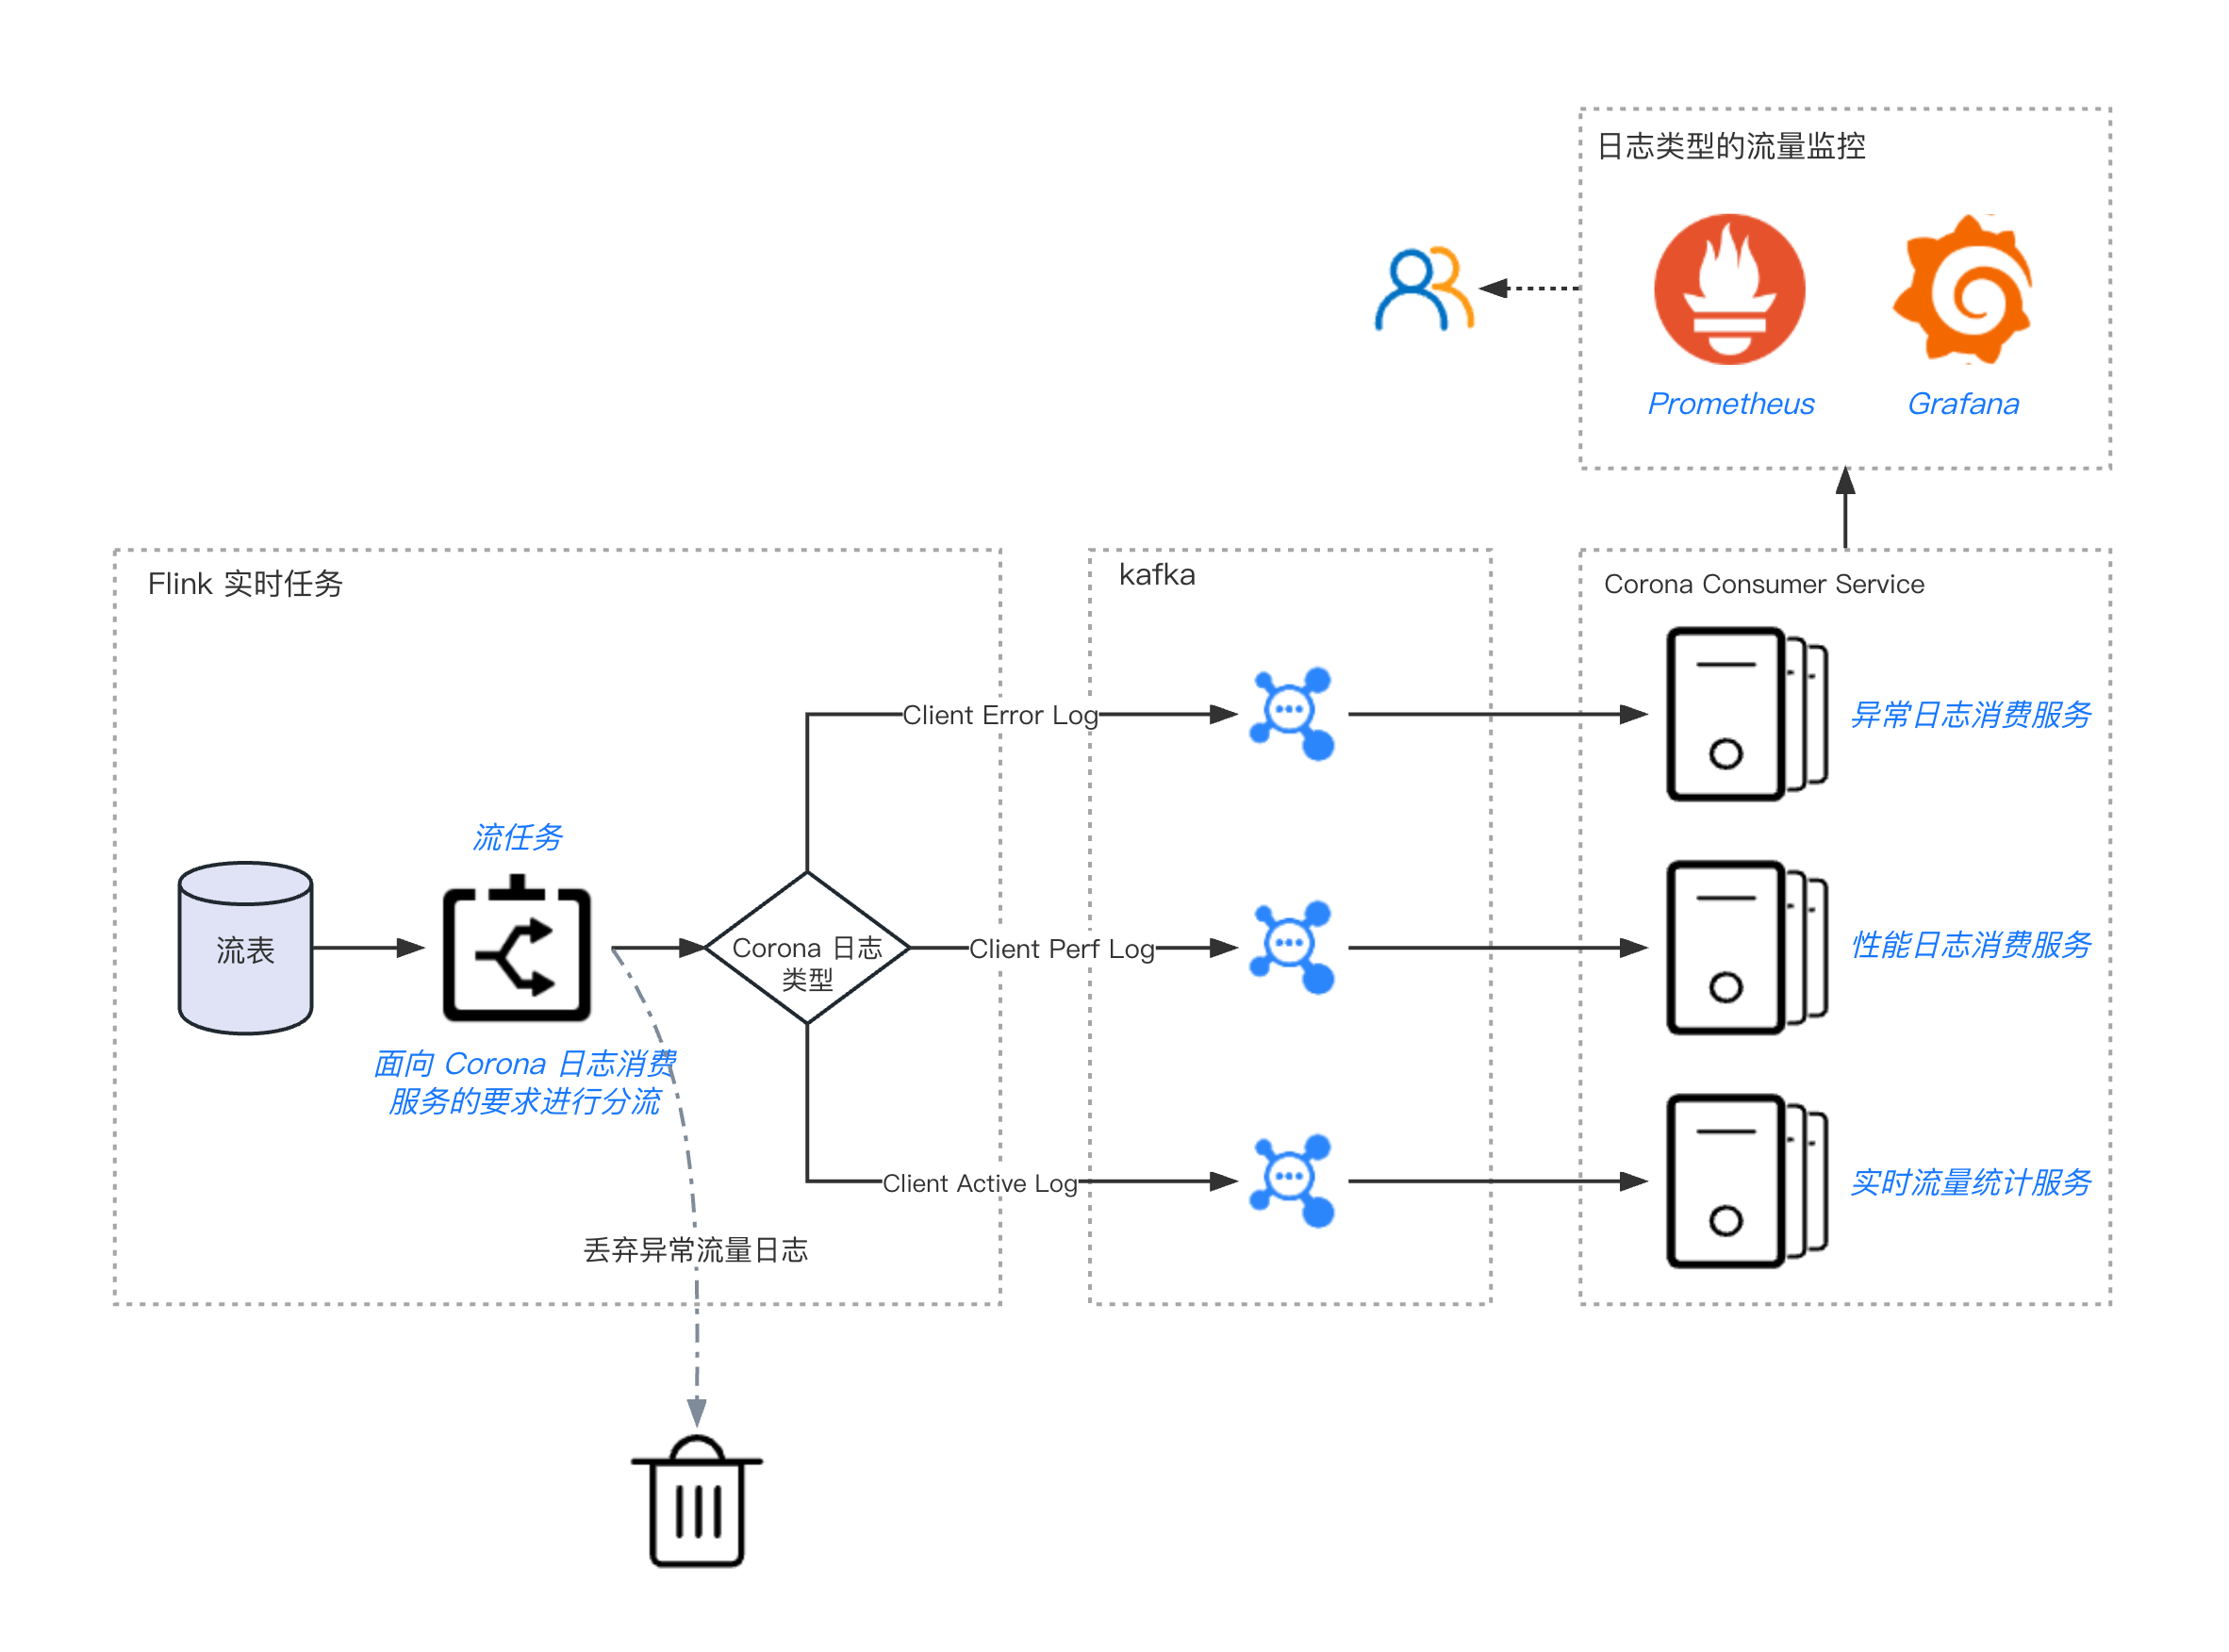 日志类型的流量监控
Prometheus
Grafana
Flink 实时任务
kafka
Corona Consumer Service
Client Error Log
异常日志消费服务
流任务
流表
Corona 日志
类型
Client Perf Log
性能日志消费服务
面向 Corona 日志消费
服务的要求进行分流
Client Active Log
实时流量统计服务
丢弃异常流量日志